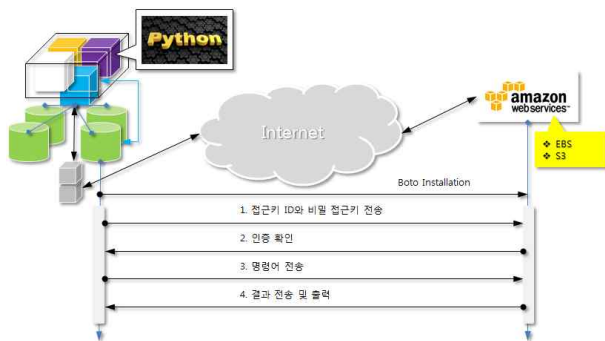 Python
Internet
amazon
webservices™
❖ EBS
❖ S3
Boto Installation
1. 접근키 ID와 비밀 접근키 전송
2. 인증 확인
3. 명령어 전송
4. 결과 전송 및 출력